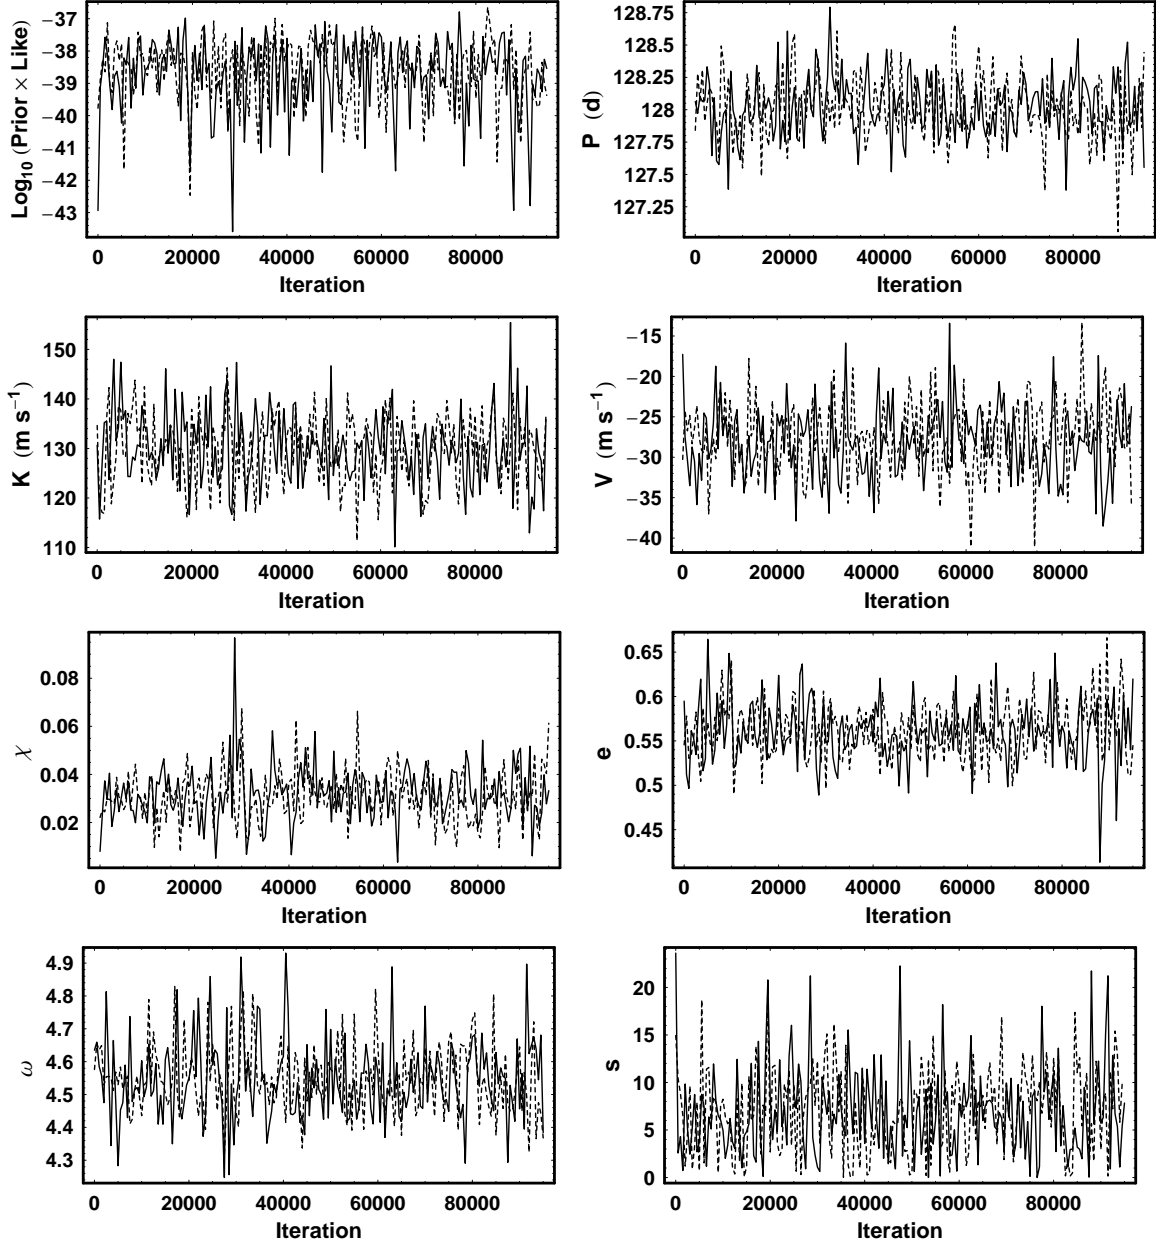 Log₁₀ (Prior × Like)
−37
−38
−39
−40
−41
−42
−43
0 20000 40000 60000 80000
Iteration
P (d)
128.75
128.5
128.25
128
127.75
127.5
127.25
0 20000 40000 60000 80000
Iteration
K (m s⁻¹)
150
140
130
120
110
0 20000 40000 60000 80000
Iteration
V (m s⁻¹)
−15
−20
−25
−30
−35
−40
0 20000 40000 60000 80000
Iteration
χ
0.08
0.06
0.04
0.02
0 20000 40000 60000 80000
Iteration
e
0.65
0.6
0.55
0.5
0.45
0 20000 40000 60000 80000
Iteration
ω
4.9
4.8
4.7
4.6
4.5
4.4
4.3
0 20000 40000 60000 80000
Iteration
s
20
15
10
5
0
0 20000 40000 60000 80000
Iteration